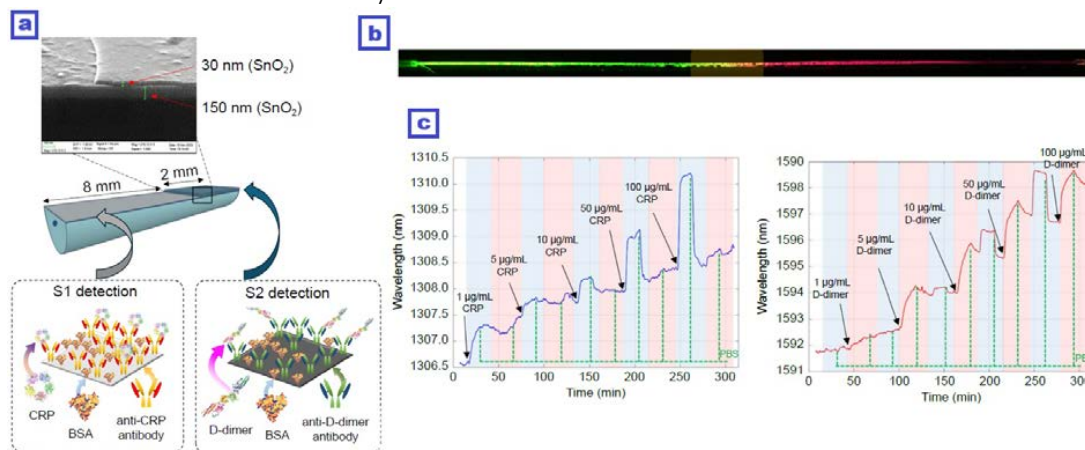 a
30 nm (SnO₂)
150 nm (SnO₂)
8 mm
2 mm
S1 detection
CRP
BSA
anti-CRP
antibody
S2 detection
D-dimer
BSA
anti-D-dimer
antibody
b
c
Wavelength (nm)
1310.5
1310.0
1309.5
1309.0
1308.5
1308.0
1307.5
1307.0
1306.5
1 μg/mL
CRP
5 μg/mL
CRP
10 μg/mL
CRP
50 μg/mL
CRP
100 μg/mL
CRP
PBS
0 50 100 150 200 250 300
Time (min)
Wavelength (nm)
1590
1598
1597
1596
1595
1594
1592
1591
1 μg/mL
D-dimer
5 μg/mL
D-dimer
10 μg/mL
D-dimer
50 μg/mL
D-dimer
100 μg/mL
D-dimer
0 50 100 150 200 250 300
Time (min)